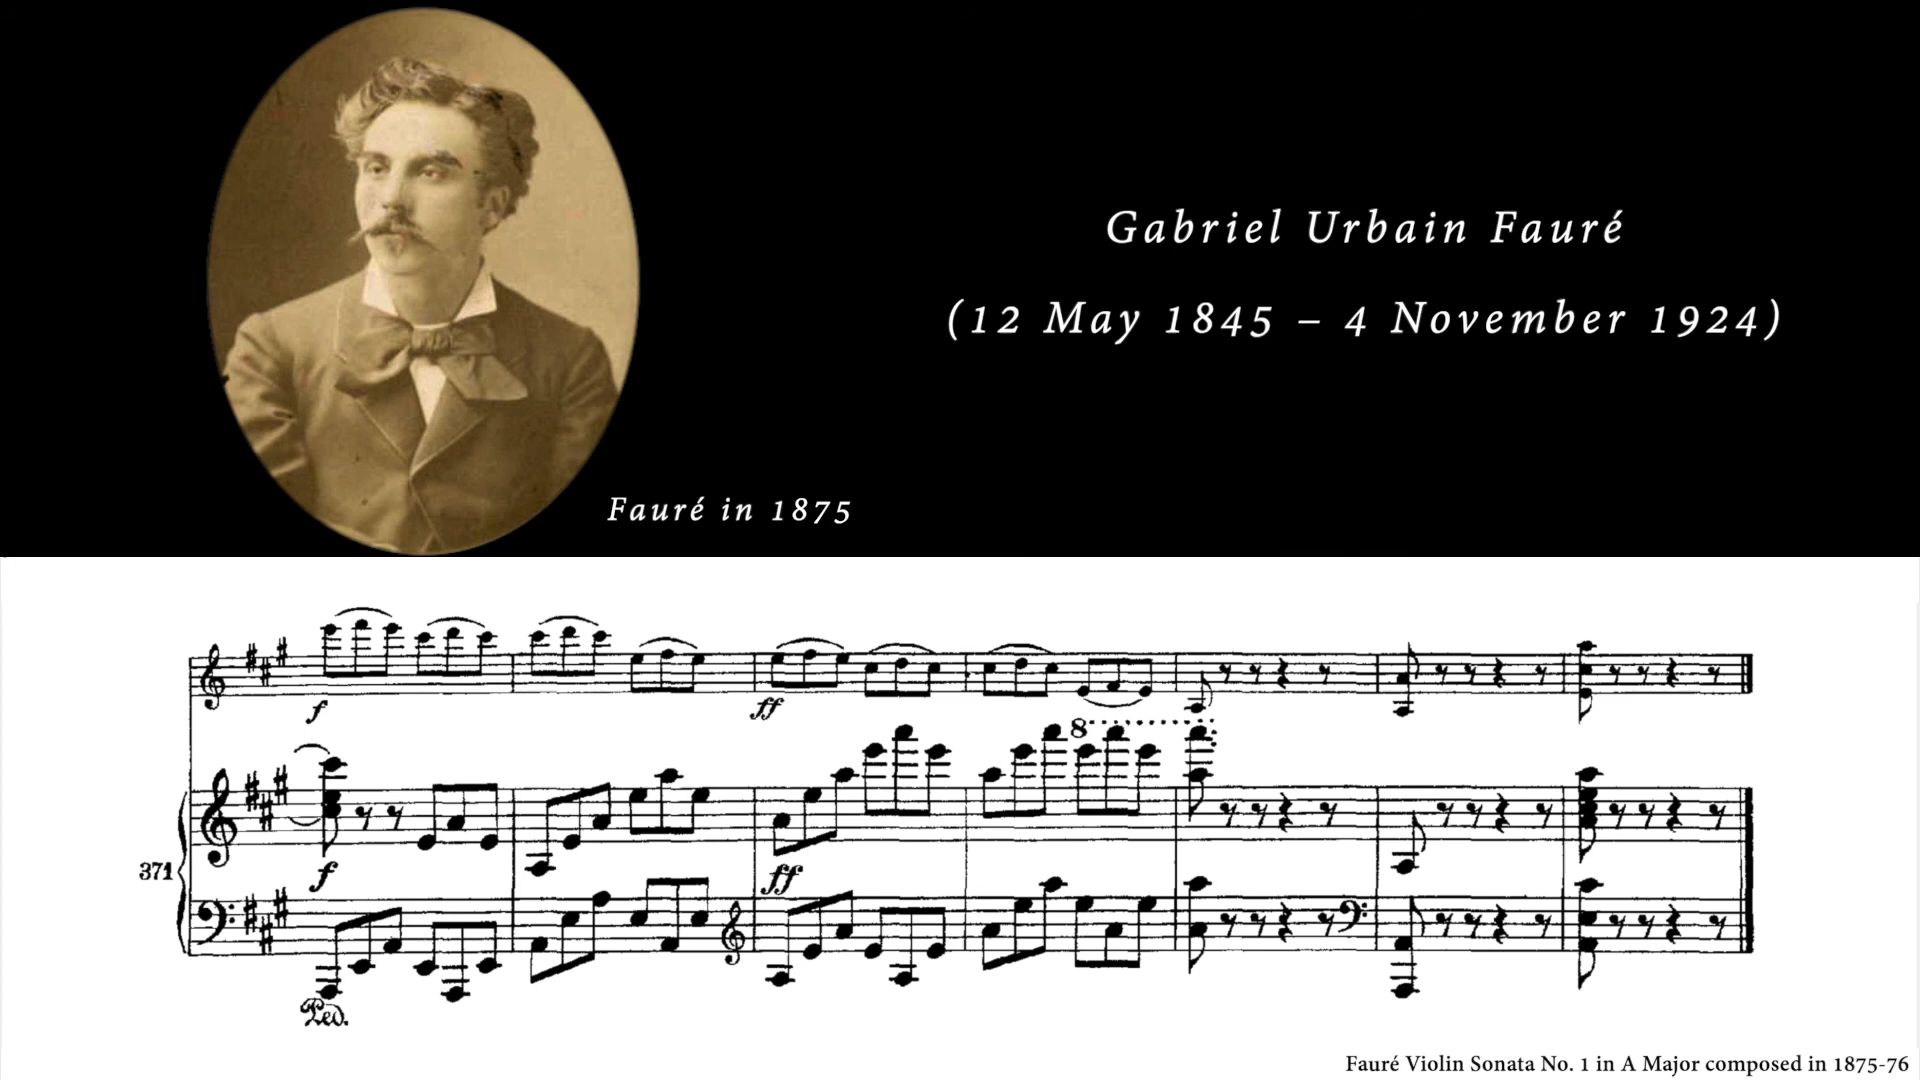 Gabriel Urbain Fauré
(12 May 1845 – 4 November 1924)
Fauré in 1875
f
ff
8
f
ff
371
Ped.
Fauré Violin Sonata No. 1 in A Major composed in 1875-76